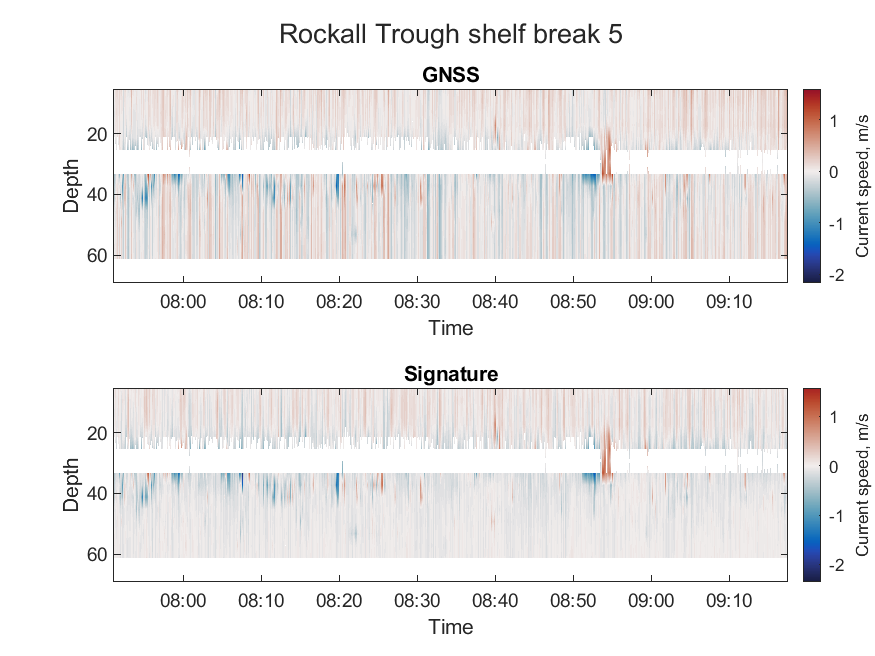 Rockall Trough shelf break 5
GNSS
20
40
60
Depth
08:00 08:10 08:20 08:30 08:40 08:50 09:00 09:10
Time
1
0
-1
-2
Current speed, m/s
Signature
20
40
60
Depth
08:00 08:10 08:20 08:30 08:40 08:50 09:00 09:10
Time
1
0
-1
-2
Current speed, m/s